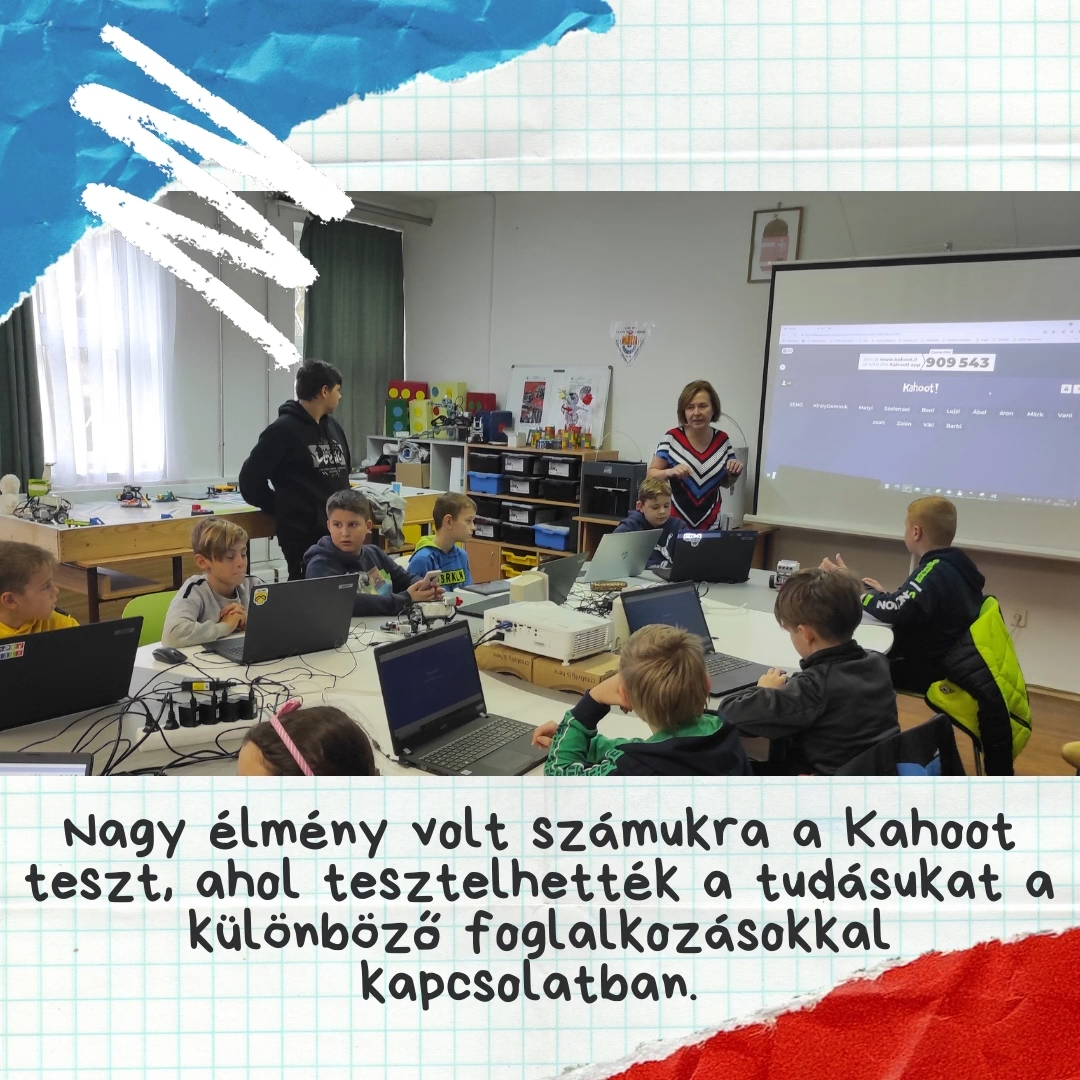 909 543
Kahoot!
Nagy élmény volt számukra a Kahoot
teszt, ahol tesztelhették a tudásukat a
különböző foglalkozásokkal
kapcsolatban.